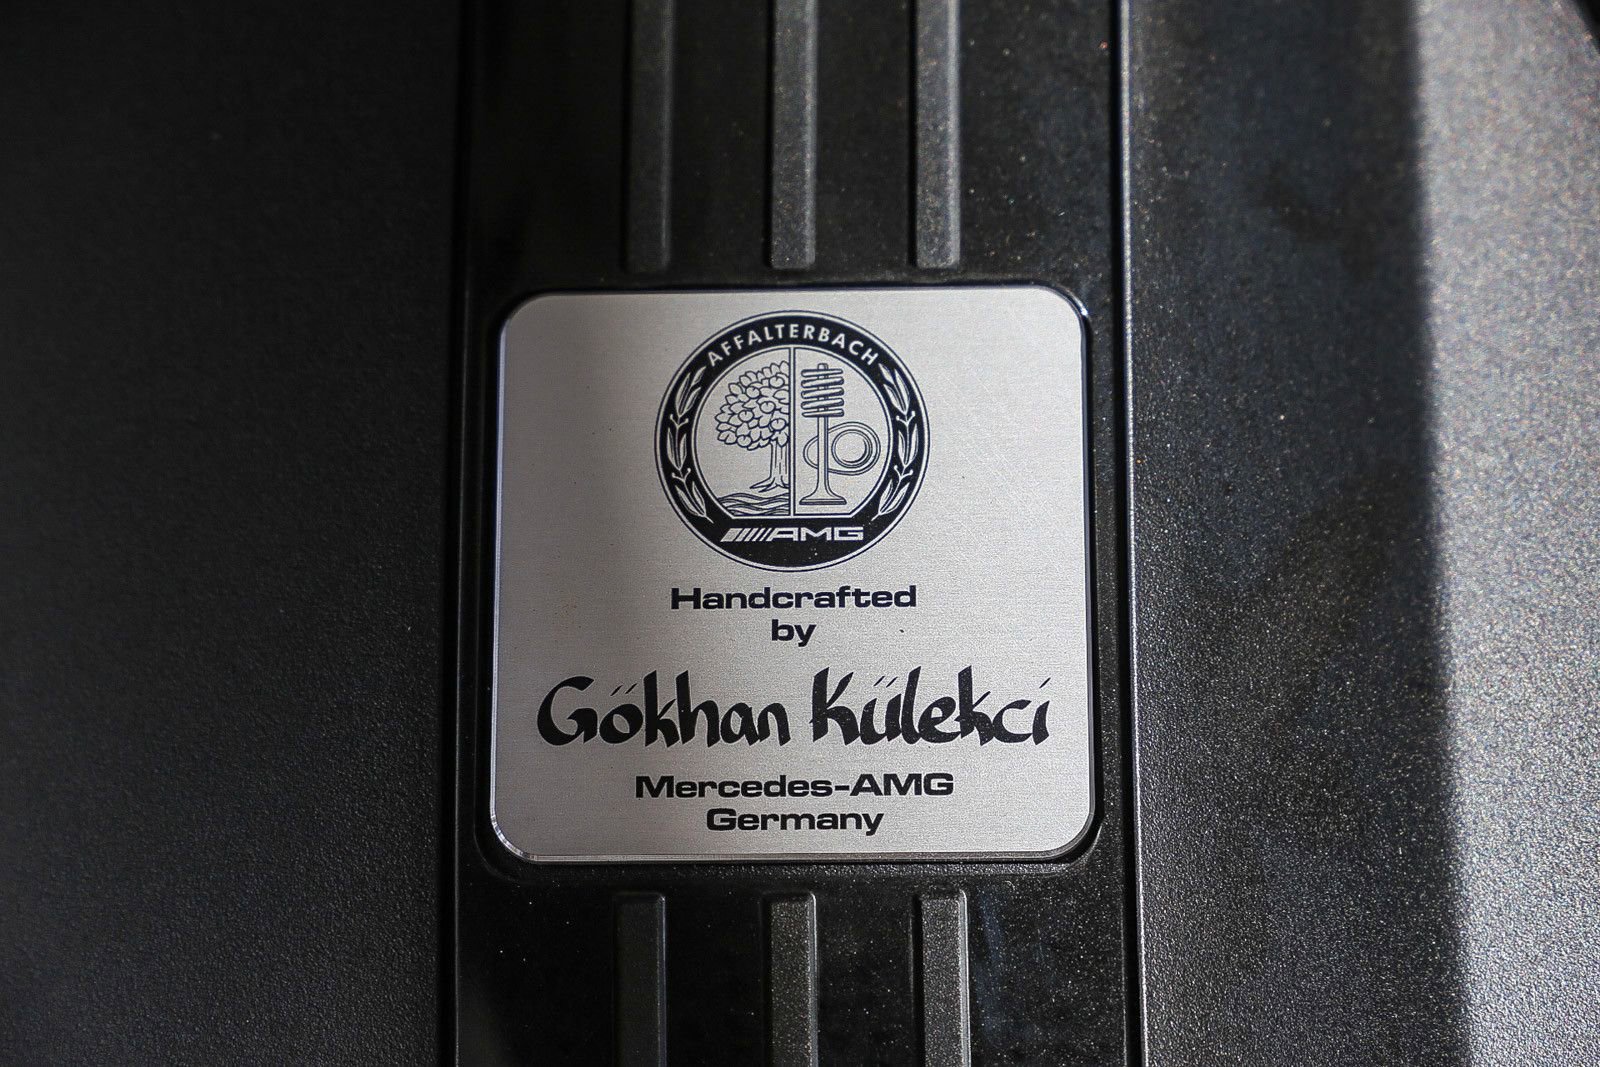 AFFALTERBACH
AMG
Handcrafted
by
Gökhan Külekci
Mercedes-AMG
Germany